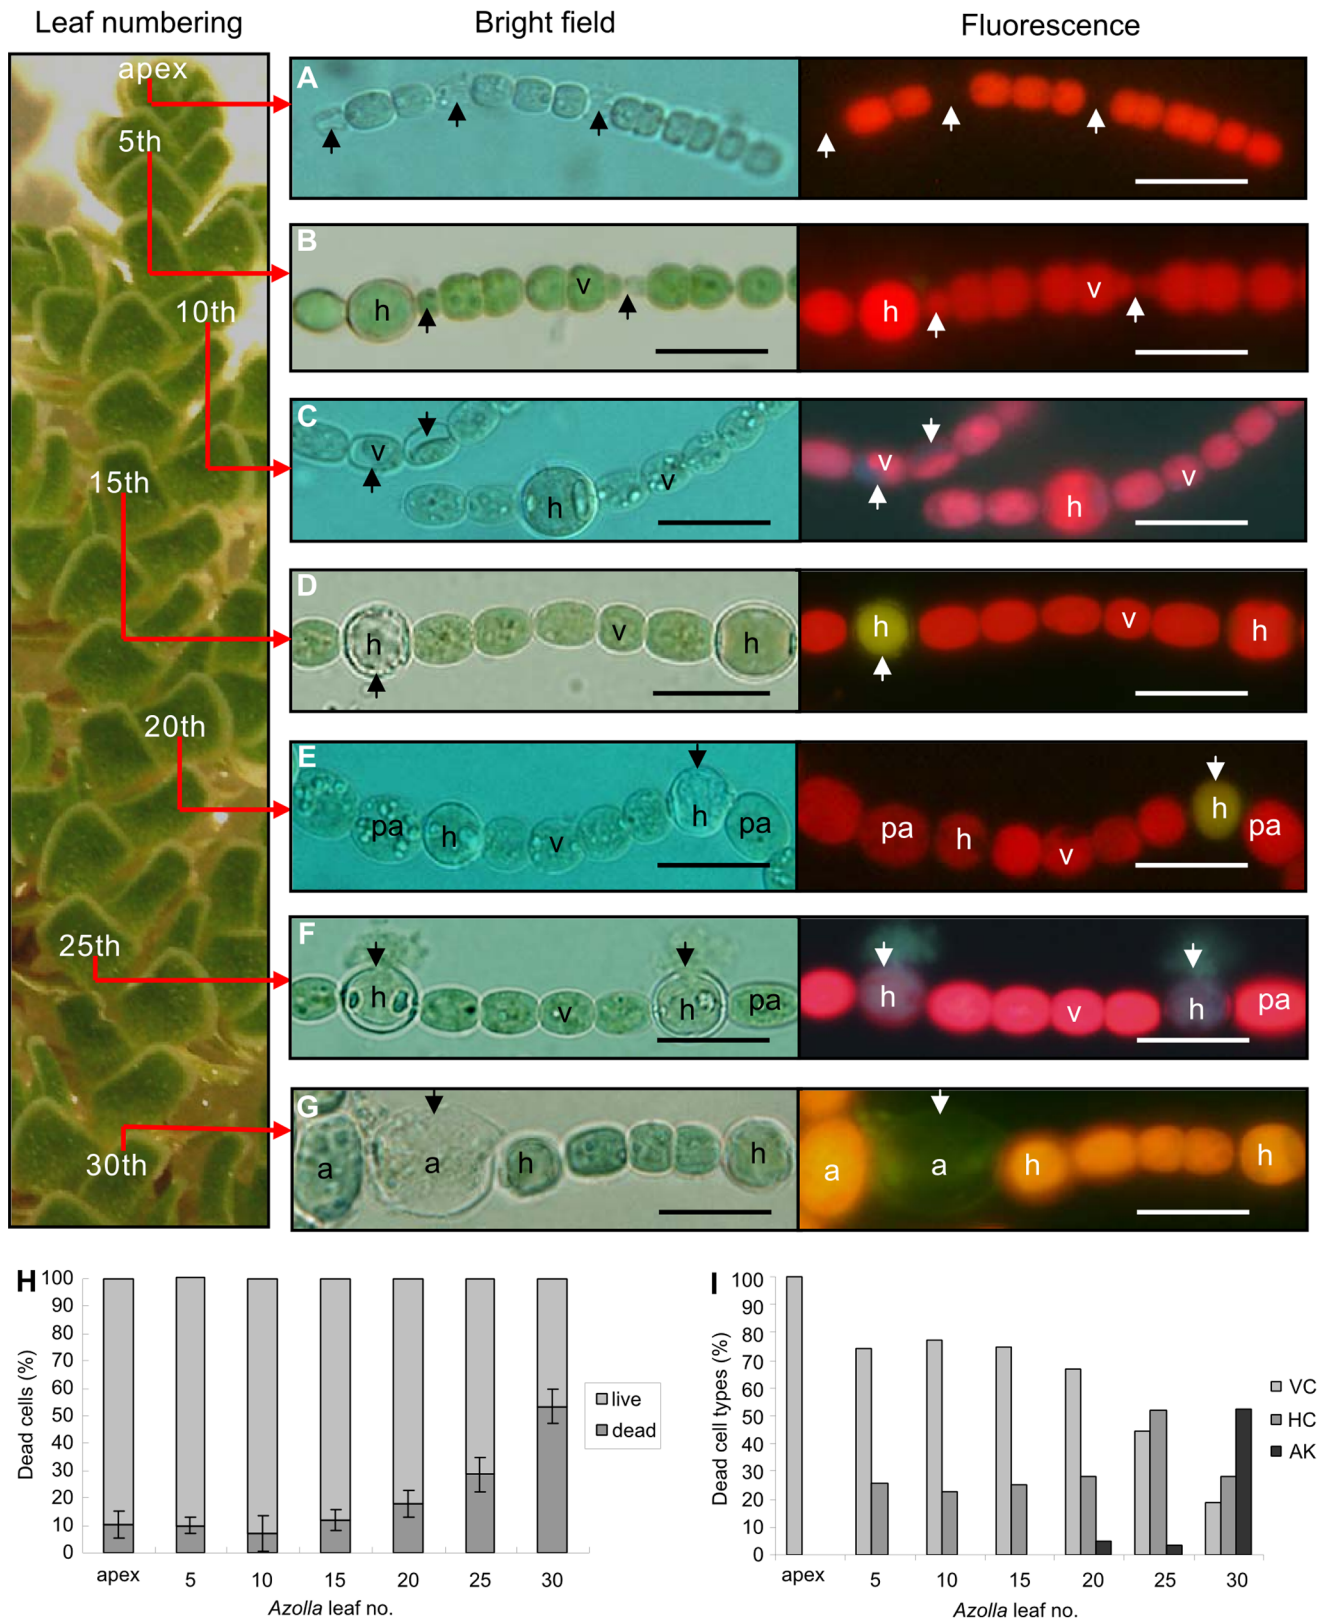 Leaf numbering
Bright field
Fluorescence
apex
5th
10th
15th
20th
25th
30th
A
B
h
v
h
v
C
v
h
v
v
h
v
D
h
v
h
h
v
h
E
pa
h
v
h
pa
pa
h
v
h
pa
F
h
v
h
pa
h
v
h
pa
G
a
a
h
h
a
a
h
h
H
Dead cells (%)
100
90
80
70
60
50
40
30
20
10
0
apex 5 10 15 20 25 30
Azolla leaf no.
live
dead
I
Dead cell types (%)
100
90
80
70
60
50
40
30
20
10
0
apex 5 10 15 20 25 30
Azolla leaf no.
VC
HC
AK